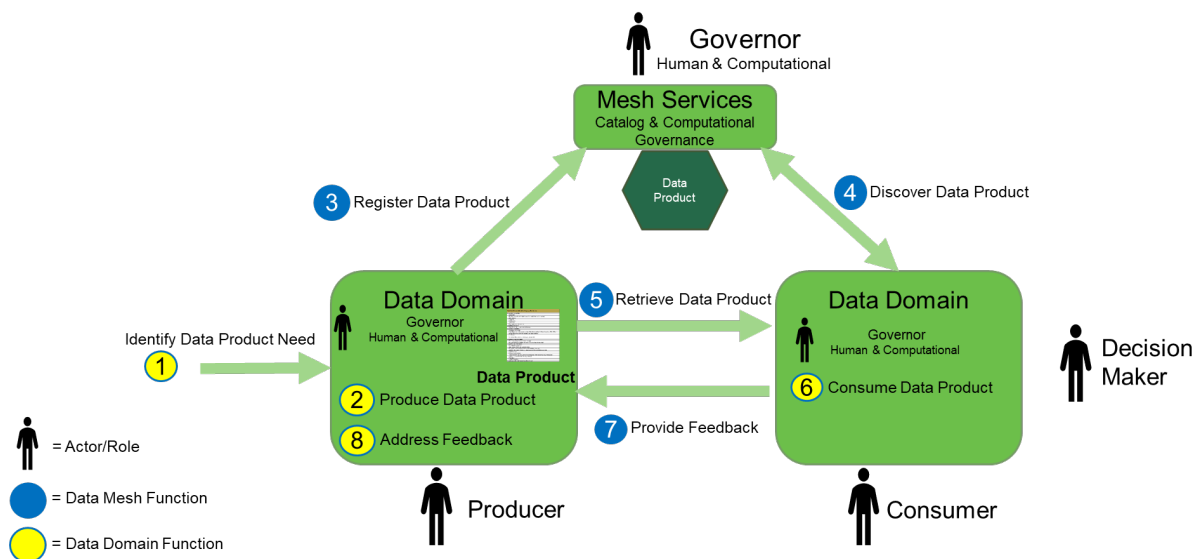 Governor
Human & Computational
Mesh Services
Catalog & Computational
Governance
Data
Product
3
Register Data Product
4
Discover Data Product
Data Domain
Governor
Human & Computational
Data Product
2
Produce Data Product
8
Address Feedback
5
Retrieve Data Product
7
Provide Feedback
Data Domain
Governor
Human & Computational
6
Consume Data Product
Identify Data Product Need
1
Decision
Maker
Producer
Consumer
= Actor/Role
= Data Mesh Function
= Data Domain Function